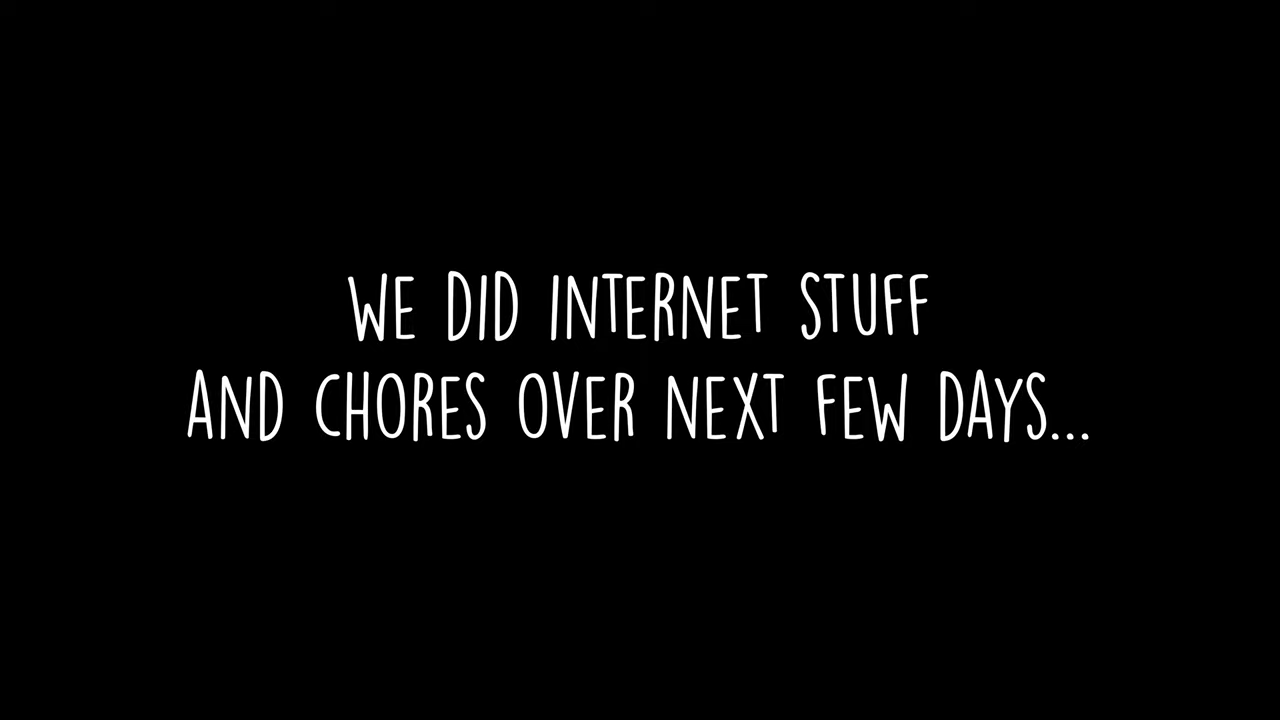 WE DID INTERNET STUFF
AND CHORES OVER NEXT FEW DAYS...